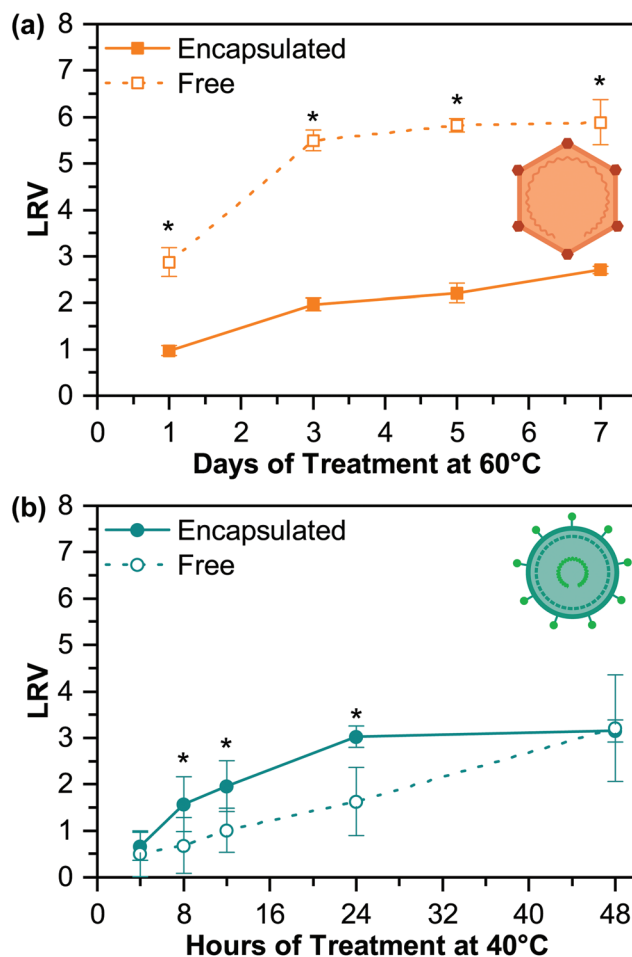 (a)
Encapsulated
Free
LRV
8
7
6
5
4
3
2
1
0
* * * *
0 1 2 3 4 5 6 7
Days of Treatment at 60°C
(b)
Encapsulated
Free
LRV
8
7
6
5
4
3
2
1
0
* * *
0 8 16 24 32 40 48
Hours of Treatment at 40°C